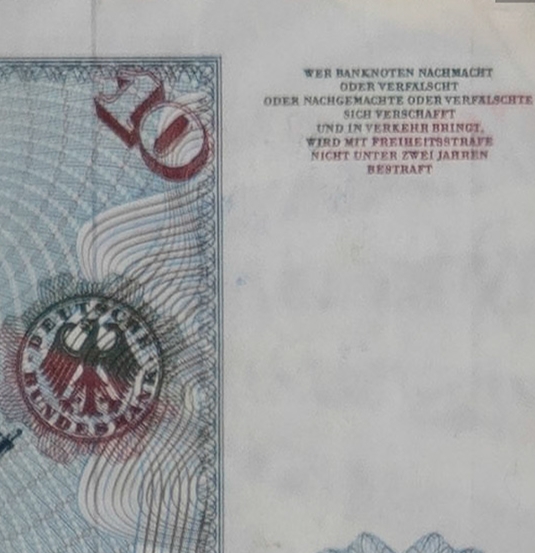 10
WER BANKNOTEN NACHMACHT
ODER VERFÄLSCHT
ODER NACHGEMACHTE ODER VERFÄLSCHTE
SICH VERSCHAFFT
UND IN VERKEHR BRINGT,
WIRD MIT FREIHEITSSTRAFE
NICHT UNTER ZWEI JAHREN
BESTRAFT
DEUTSCHE
BUNDESBANK